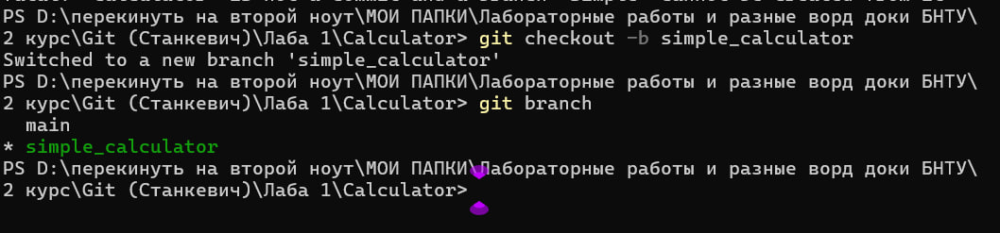 PS D:\перекинуть на второй ноут\МОИ ПАПКИ\Лабораторные работы и разные ворд доки БНТУ\
2 курс\Git (Станкевич)\Лаба 1\Calculator> git checkout -b simple_calculator
Switched to a new branch 'simple_calculator'
PS D:\перекинуть на второй ноут\МОИ ПАПКИ\Лабораторные работы и разные ворд доки БНТУ\
2 курс\Git (Станкевич)\Лаба 1\Calculator> git branch
  main
* simple_calculator
PS D:\перекинуть на второй ноут\МОИ ПАПКИ\Лабораторные работы и разные ворд доки БНТУ\
2 курс\Git (Станкевич)\Лаба 1\Calculator>